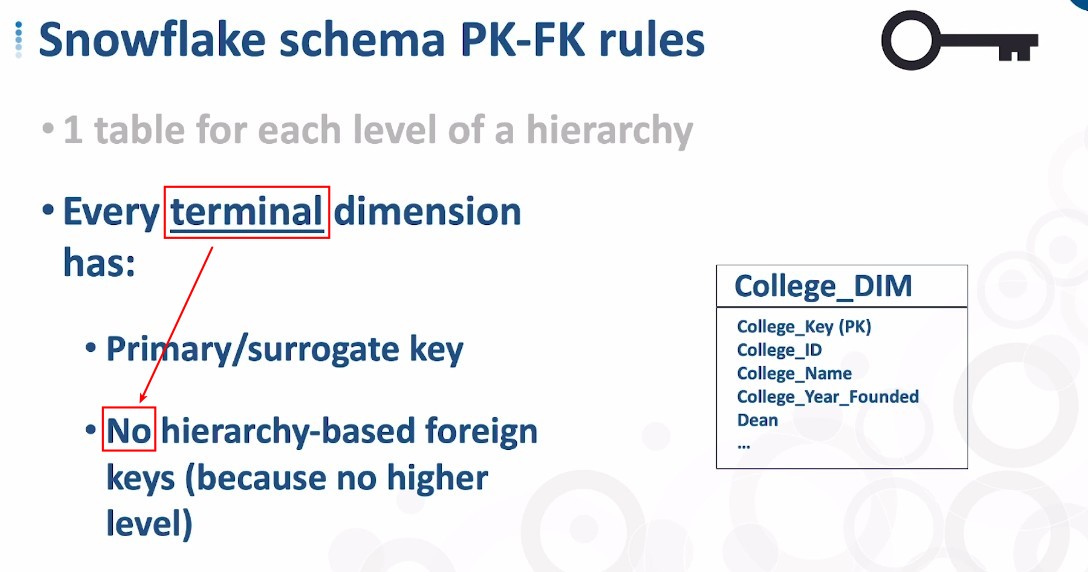 Snowflake schema PK-FK rules
• 1 table for each level of a hierarchy
• Every terminal dimension
has:
• Primary/surrogate key
• No hierarchy-based foreign
keys (because no higher
level)
College_DIM
College_Key (PK)
College_ID
College_Name
College_Year_Founded
Dean
...